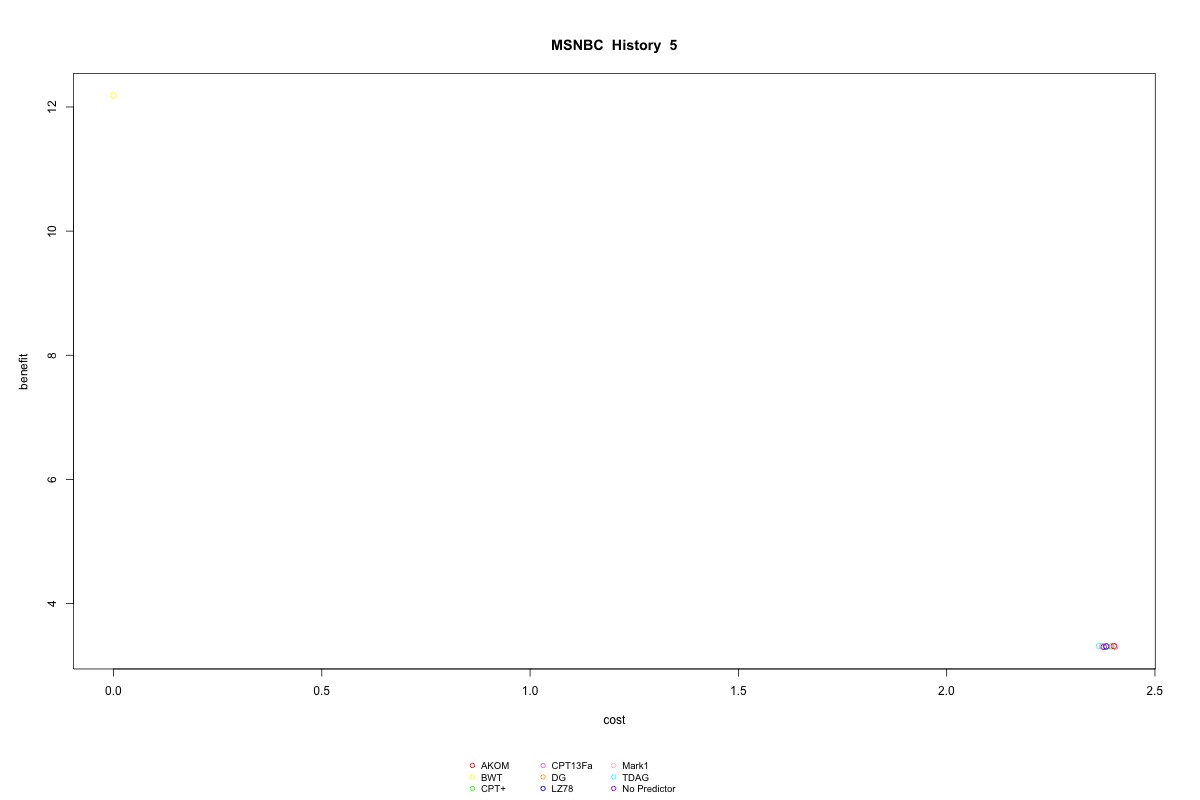 MSNBC  History  5
benefit
12
10
8
6
4
0.0 0.5 1.0 1.5 2.0 2.5
cost
AKOM CPT13Fa Mark1
BWT DG TDAG
CPT+ LZ78 No Predictor